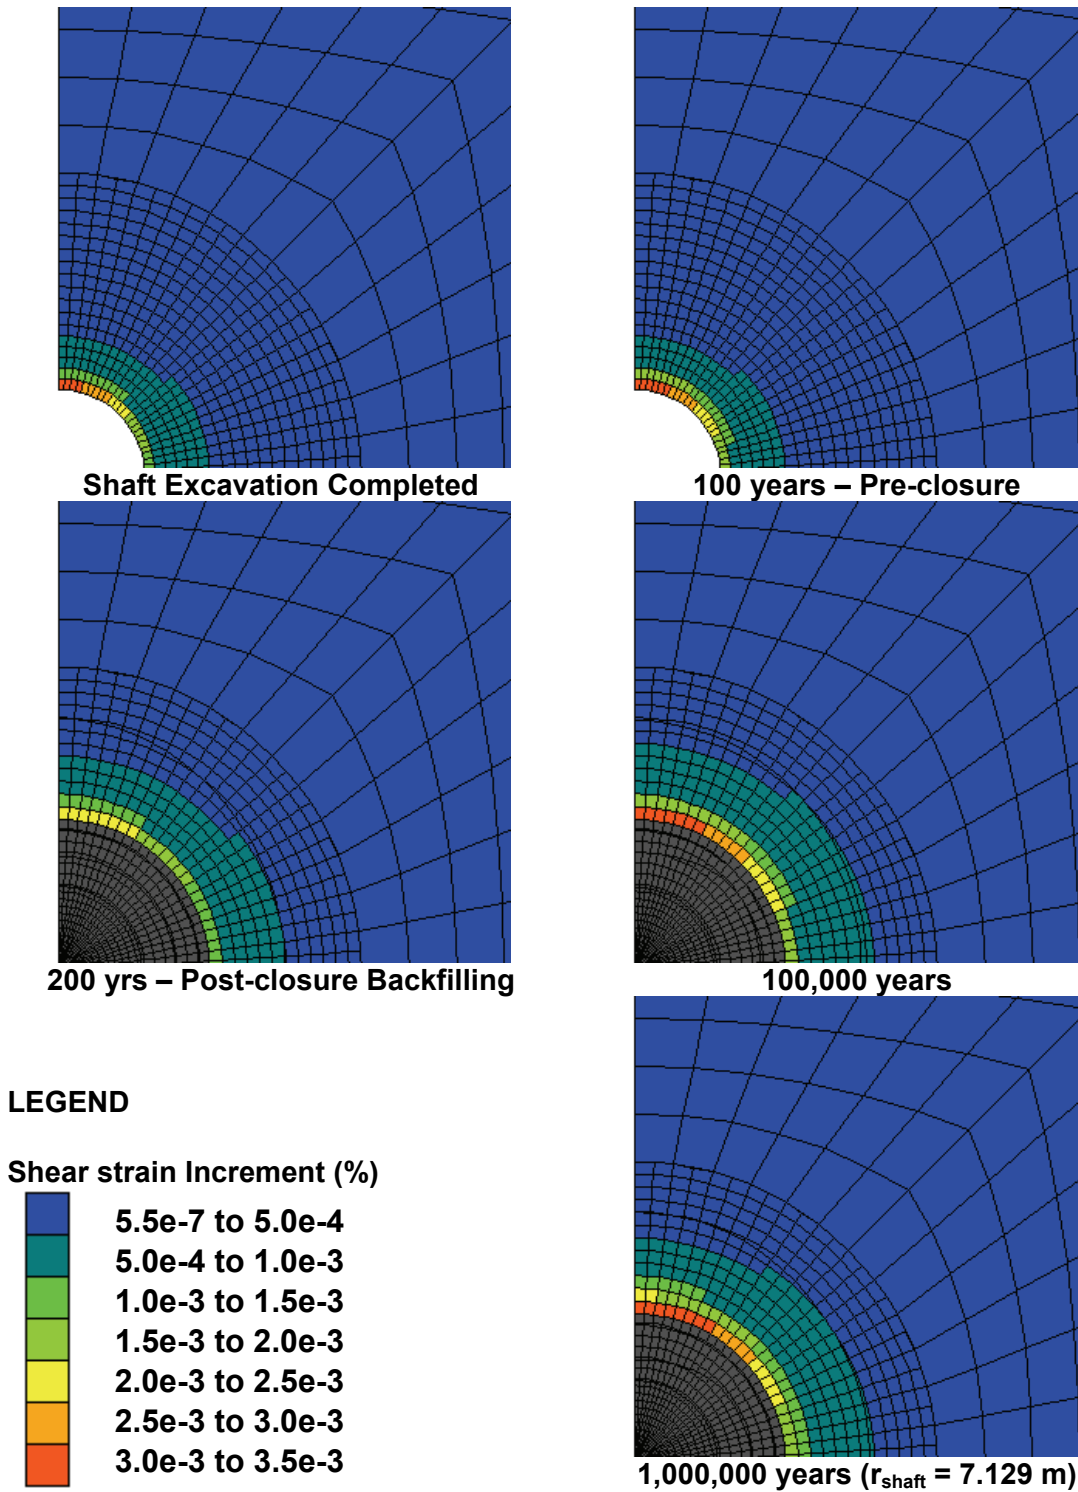 Shaft Excavation Completed
100 years – Pre-closure
200 yrs – Post-closure Backfilling
100,000 years
LEGEND
Shear strain Increment (%)
5.5e-7 to 5.0e-4
5.0e-4 to 1.0e-3
1.0e-3 to 1.5e-3
1.5e-3 to 2.0e-3
2.0e-3 to 2.5e-3
2.5e-3 to 3.0e-3
3.0e-3 to 3.5e-3
1,000,000 years (rshaft = 7.129 m)